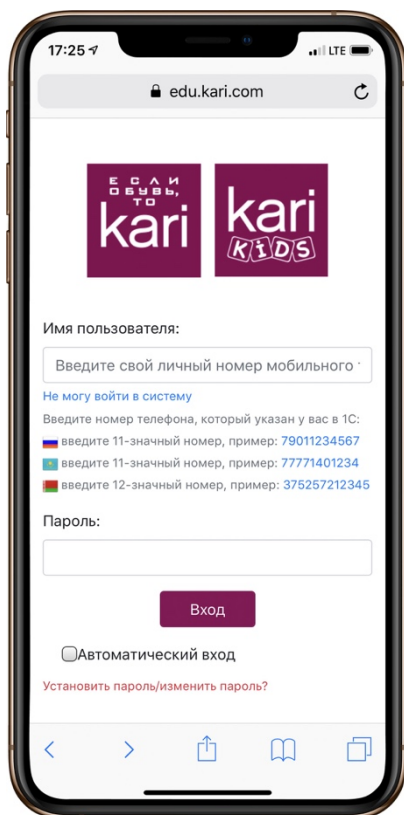 17:25
LTE
edu.kari.com
ЕСЛИ
ОБУВЬ,
ТО
kari
kari
KiDS
Имя пользователя:
Введите свой личный номер мобильного
Не могу войти в систему
Введите номер телефона, который указан у вас в 1С:
введите 11-значный номер, пример: 79011234567
введите 11-значный номер, пример: 77771401234
введите 12-значный номер, пример: 375257212345
Пароль:
Вход
Автоматический вход
Установить пароль/изменить пароль?